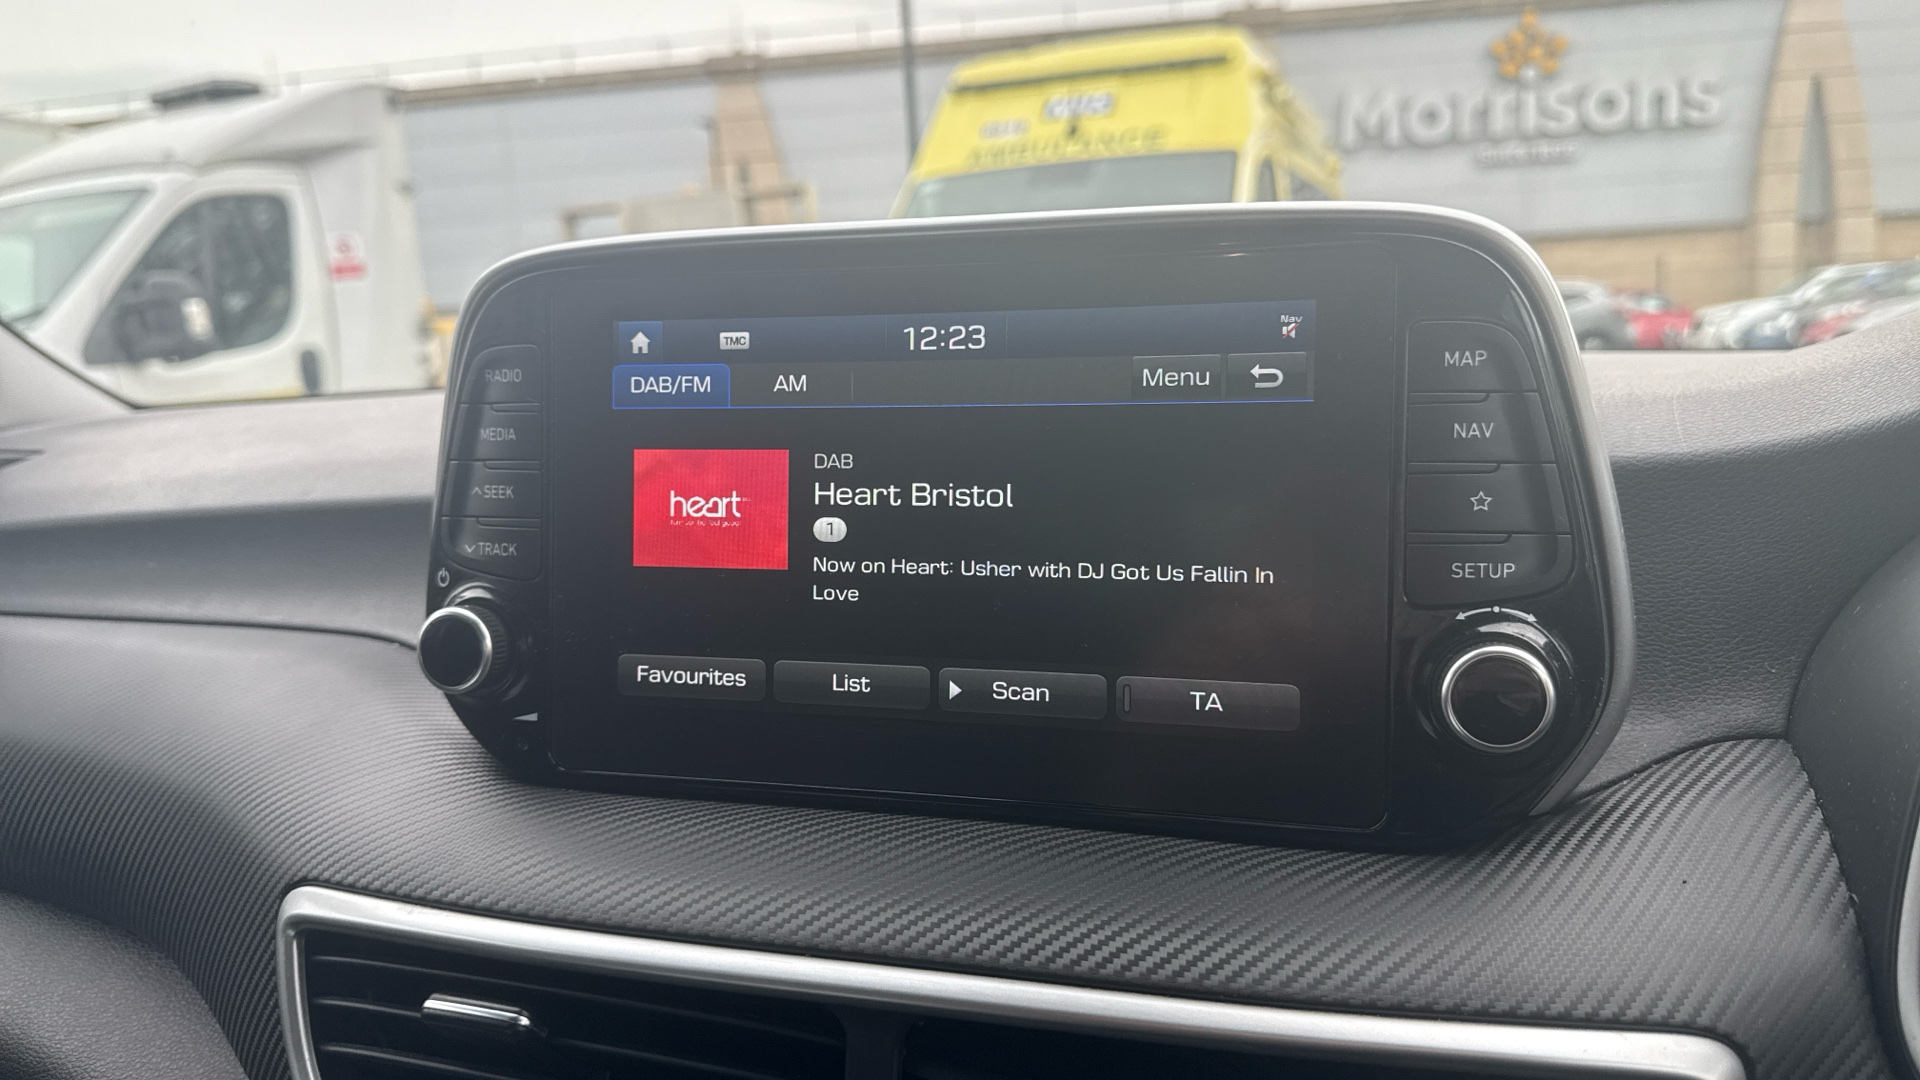 Morrisons
AMBULANCE
TMC
12:23
Nav
DAB/FM
AM
Menu
RADIO
MEDIA
SEEK
TRACK
MAP
NAV
SETUP
heart
DAB
Heart Bristol
1
Now on Heart: Usher with DJ Got Us Fallin In
Love
Favourites
List
Scan
TA